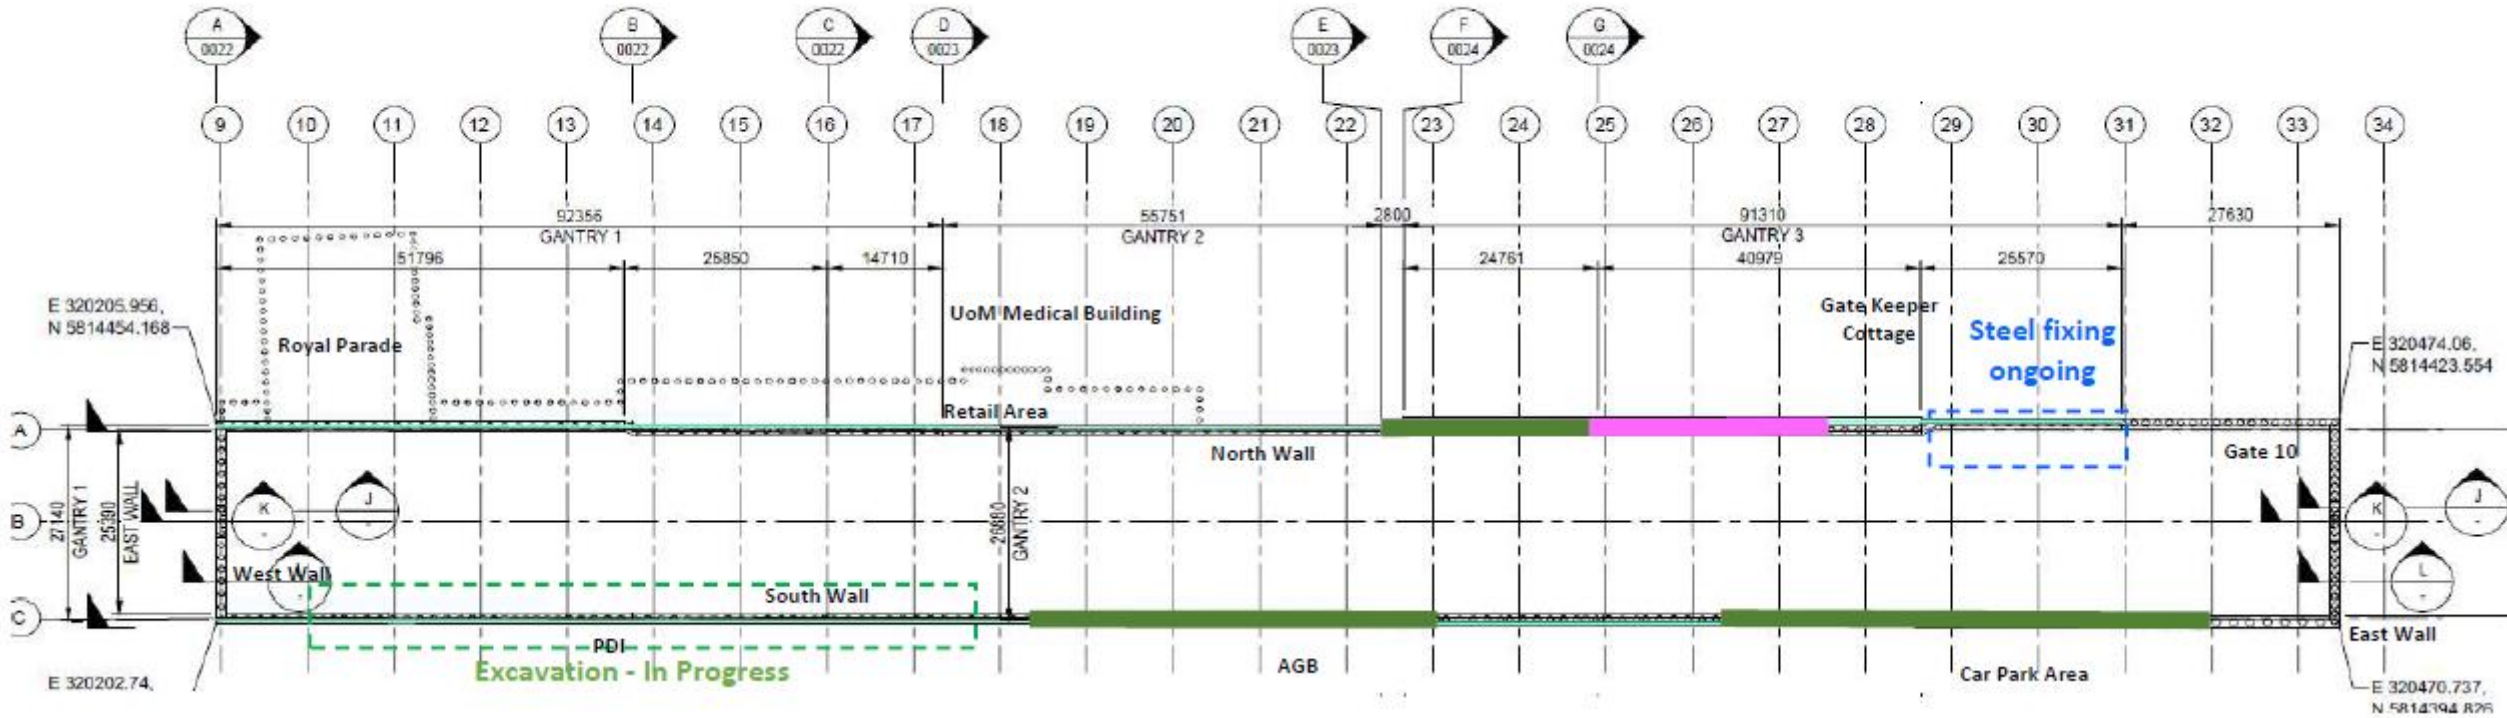 A B C D E F G
0022 0022 0022 0023 0023 0024 0024
9 10 11 12 13 14 15 16 17 18 19 20 21 22 23 24 25 26 27 28 29 30 31 32 33 34
92356 55751 2800 91310 27630
GANTRY 1 GANTRY 2 GANTRY 3
51796 25850 14710 24761 40979 25570
E 320205.956,
N 5814454.168
Royal Parade
UoM Medical Building
Gate Keeper
Cottage
Steel fixing
ongoing
E 320474.06,
N 5814423.554
Retail Area
A
North Wall
Gate 10
27140
GANTRY 1
25390
EAST WALL
26880
GANTRY 2
B
K
-
J
-
K
-
J
-
West Wall
-
South Wall
L
-
C
PDI
East Wall
Excavation - In Progress
AGB
Car Park Area
E 320202.74,
E 320470.737,
N 5814394.826